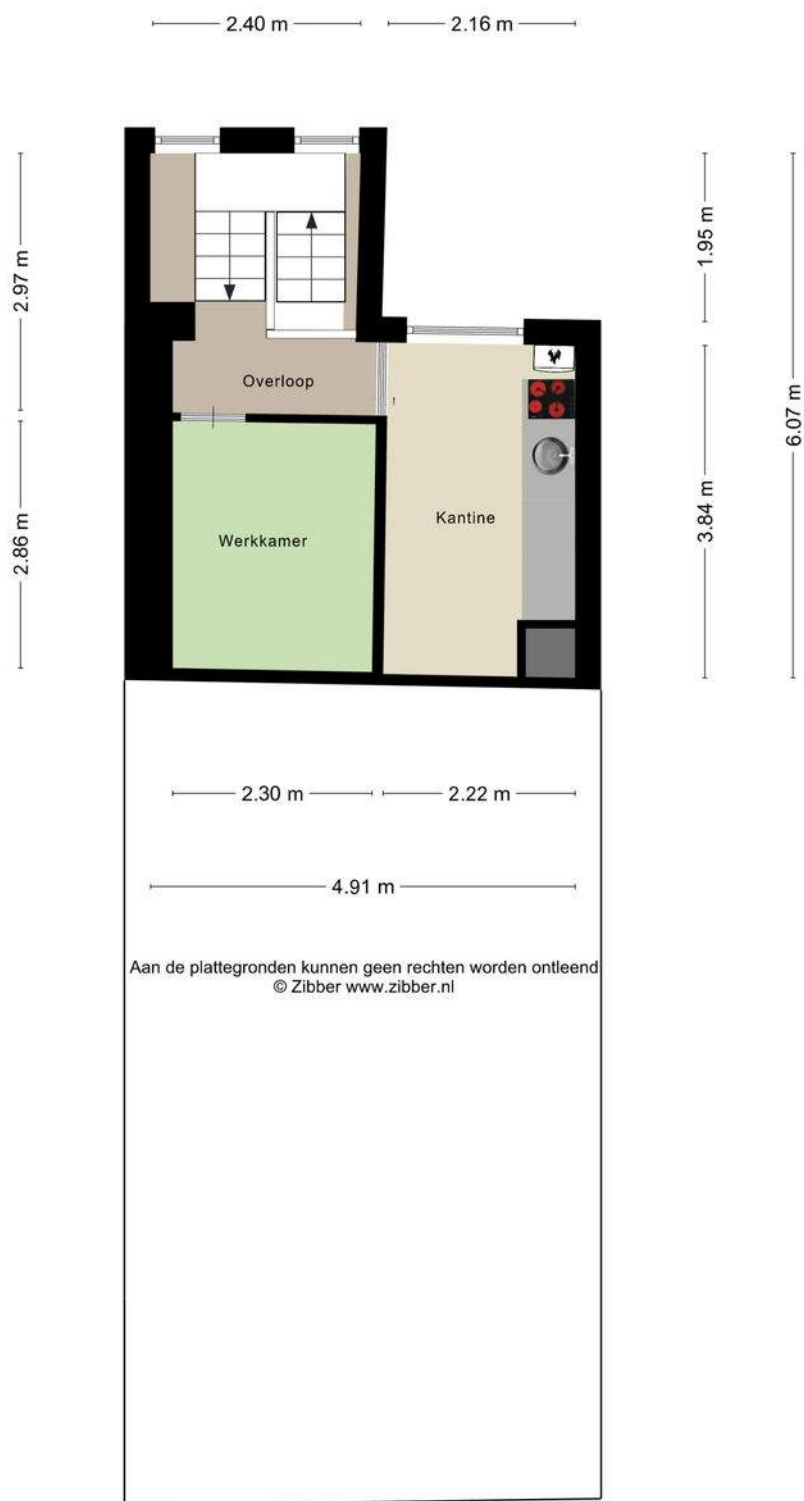 2.40 m
2.16 m
2.97 m
1.95 m
6.07 m
Overloop
2.86 m
Werkkamer
Kantine
3.84 m
2.30 m
2.22 m
4.91 m
Aan de plattegronden kunnen geen rechten worden ontleend
© Zibber www.zibber.nl